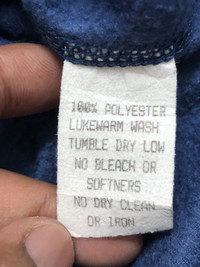 100% POLYESTER
LUKEWARM WASH
TUMBLE DRY LOW
NO BLEACH OR
SOFTNERS
NO DRY CLEAN
OR IRON